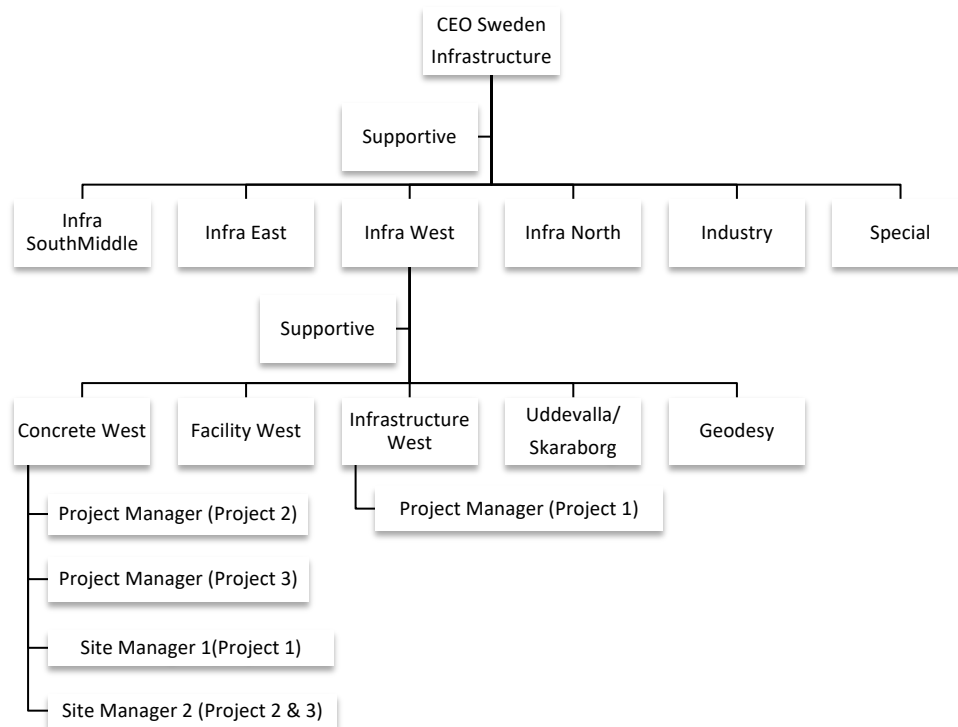 CEO Sweden
Infrastructure
Supportive
Infra
SouthMiddle
Infra East
Infra West
Infra North
Industry
Special
Supportive
Concrete West
Facility West
Infrastructure
West
Uddevalla/
Skaraborg
Geodesy
Project Manager (Project 2)
Project Manager (Project 1)
Project Manager (Project 3)
Site Manager 1(Project 1)
Site Manager 2 (Project 2 & 3)